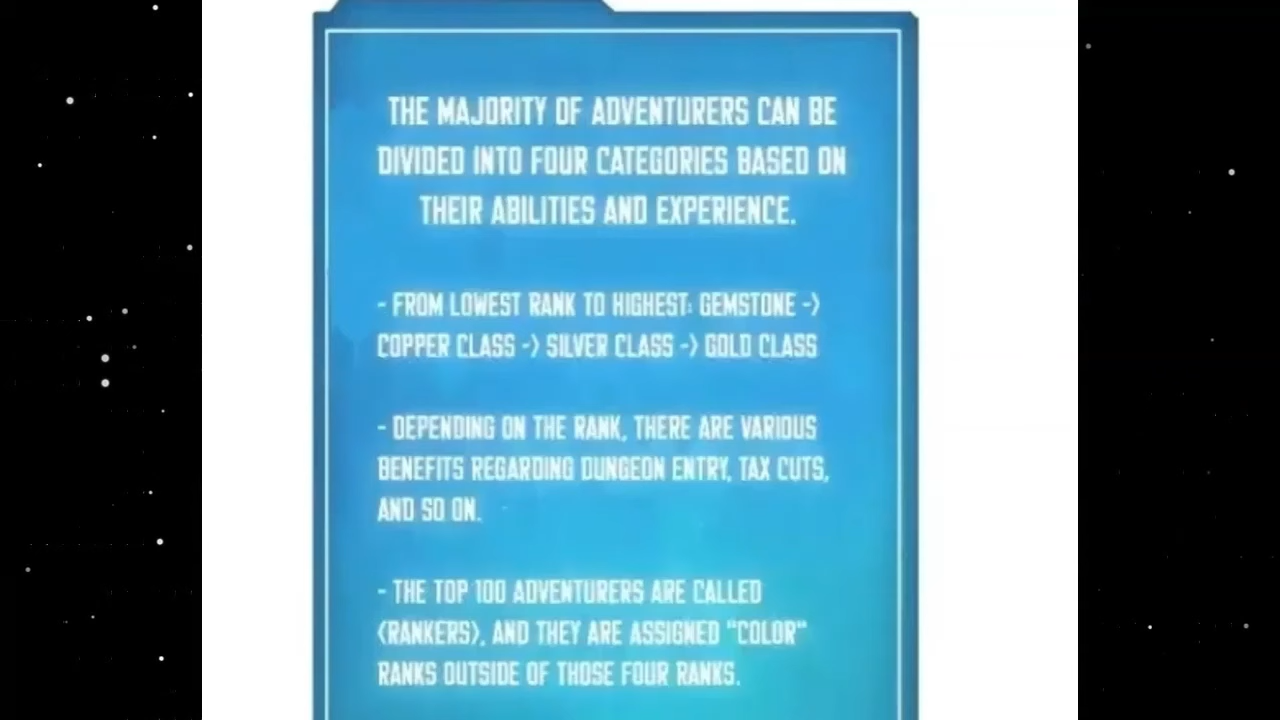 THE MAJORITY OF ADVENTURERS CAN BE
DIVIDED INTO FOUR CATEGORIES BASED ON
THEIR ABILITIES AND EXPERIENCE.
- FROM LOWEST RANK TO HIGHEST: GEMSTONE ->
COPPER CLASS -> SILVER CLASS -> GOLD CLASS
- DEPENDING ON THE RANK, THERE ARE VARIOUS
BENEFITS REGARDING DUNGEON ENTRY, TAX CUTS,
AND SO ON.
- THE TOP 100 ADVENTURERS ARE CALLED
<RANKERS>, AND THEY ARE ASSIGNED "COLOR"
RANKS OUTSIDE OF THOSE FOUR RANKS.